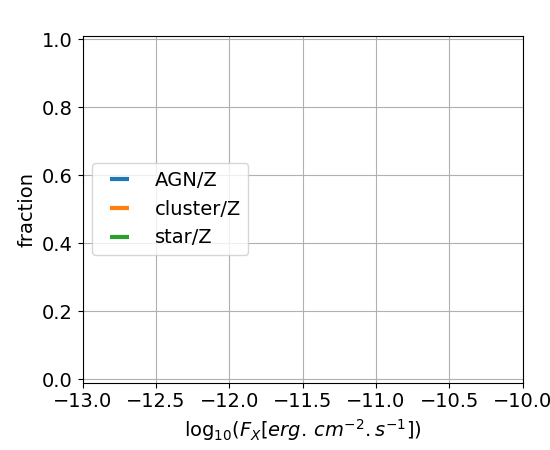 1.0
0.8
0.6
0.4
0.2
0.0
fraction
AGN/Z
cluster/Z
star/Z
−13.0 −12.5 −12.0 −11.5 −11.0 −10.5 −10.0
log₁₀(F_X[erg. cm⁻².s⁻¹])